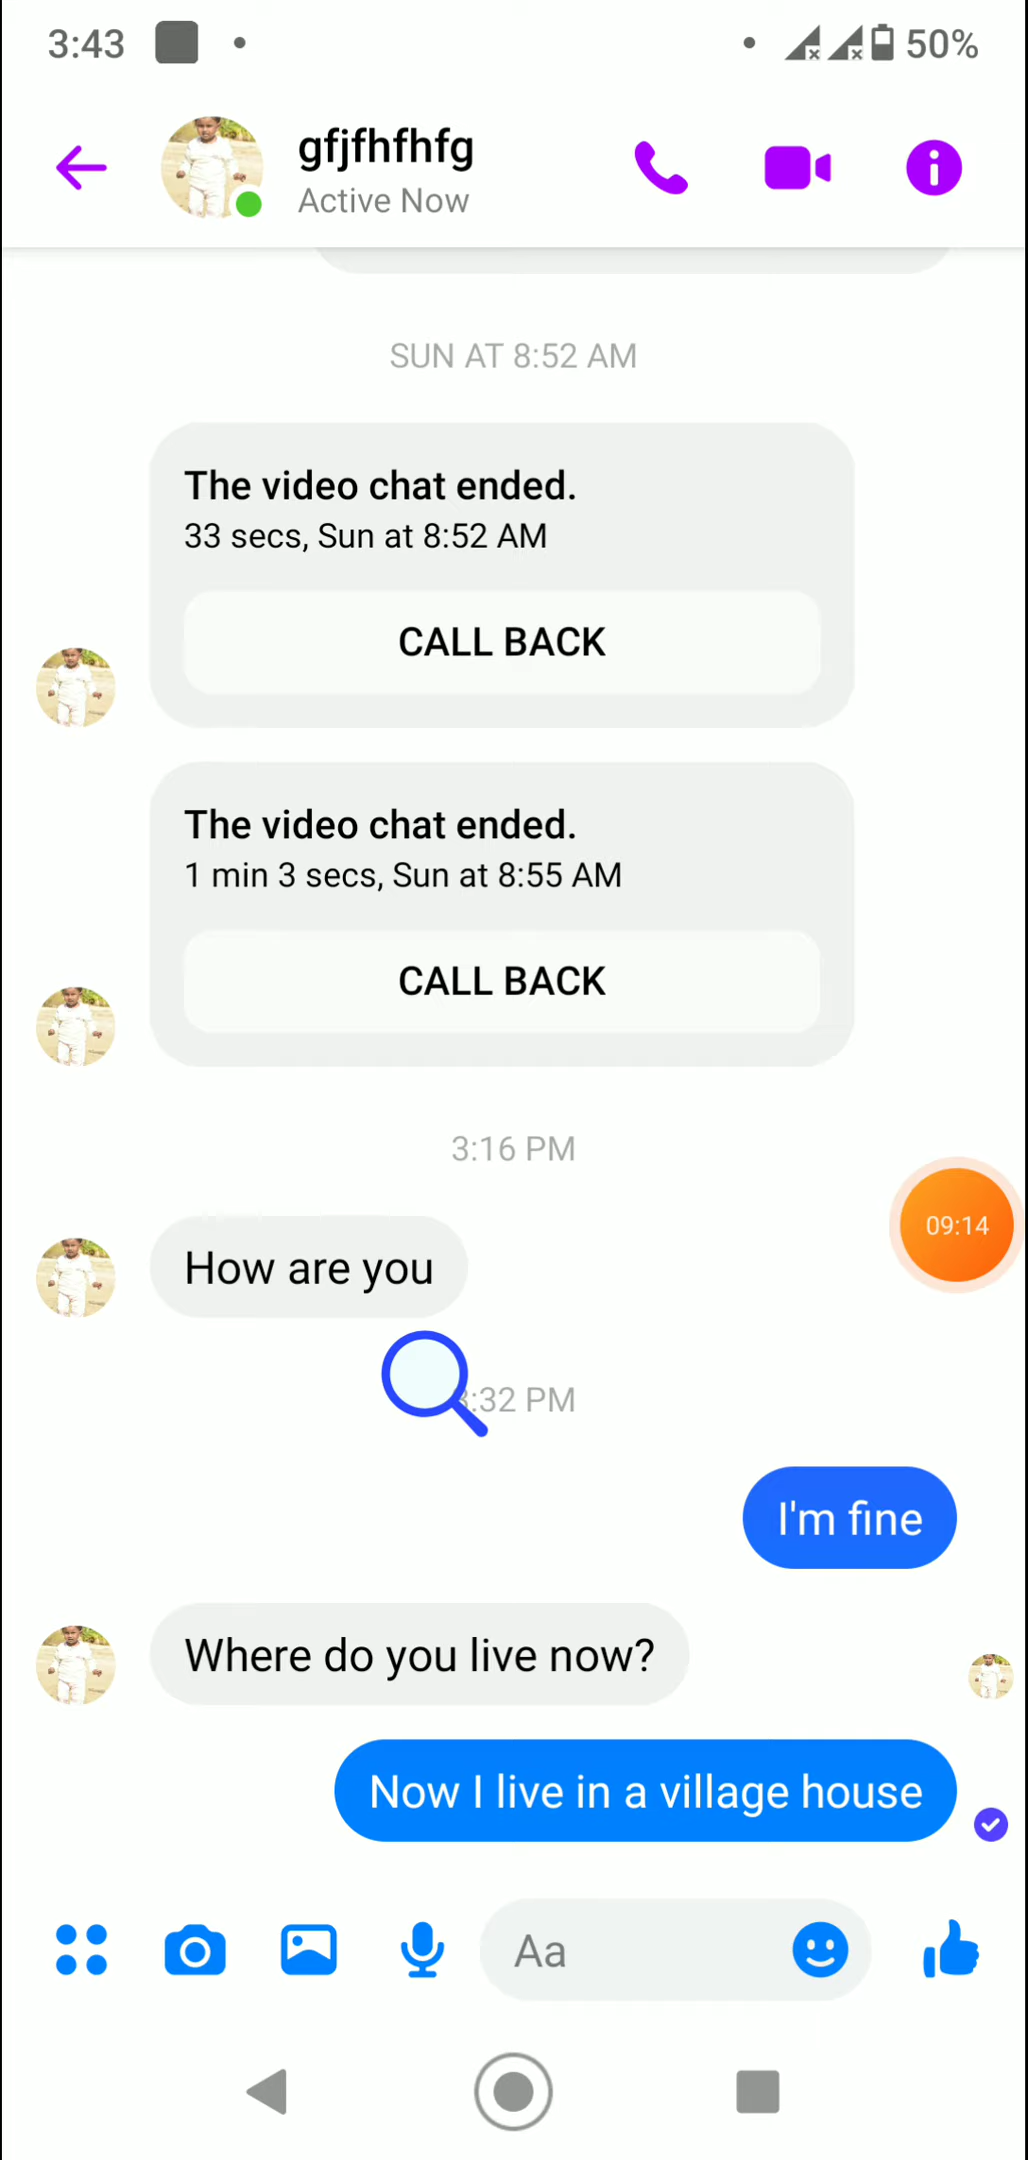 3:43
50%
gfjfhfhfg
Active Now
SUN AT 8:52 AM
The video chat ended.
33 secs, Sun at 8:52 AM
CALL BACK
The video chat ended.
1 min 3 secs, Sun at 8:55 AM
CALL BACK
3:16 PM
09:14
How are you
:32 PM
I'm fine
Where do you live now?
Now I live in a village house
Aa